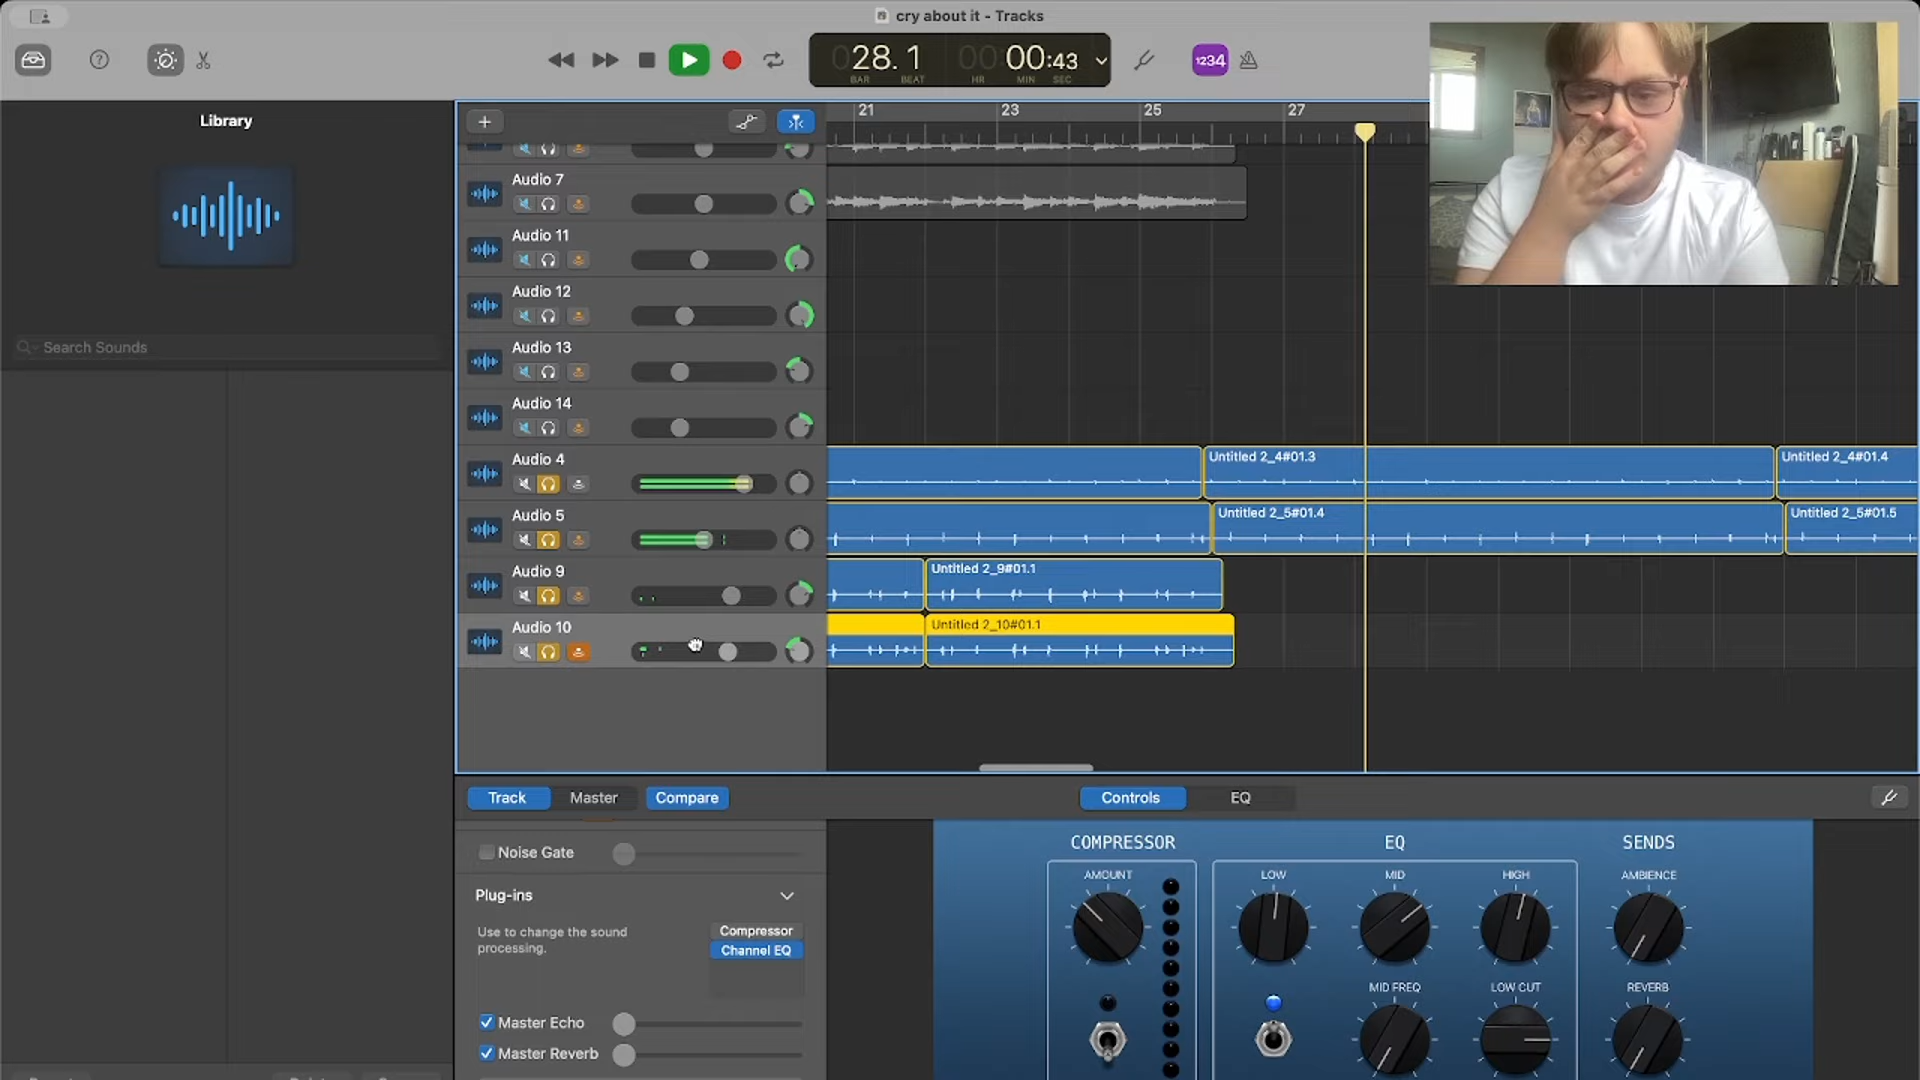 cry about it - Tracks
028. 1
BAR BEAT
00 00:43
HR MIN SEC
1234
Library
Search Sounds
21 23 25 27
Audio 7
Audio 11
Audio 12
Audio 13
Audio 14
Audio 4
Untitled 2_4#01.3
Untitled 2_4#01.4
Audio 5
Untitled 2_5#01.4
Untitled 2_5#01.5
Audio 9
Untitled 2_9#01.1
Audio 10
Untitled 2_10#01.1
Track Master Compare
Controls EQ
Noise Gate
Plug-ins
Use to change the sound
processing.
Compressor
Channel EQ
Master Echo
Master Reverb
COMPRESSOR EQ SENDS
AMOUNT LOW MID HIGH AMBIENCE
MID FREQ LOW CUT REVERB